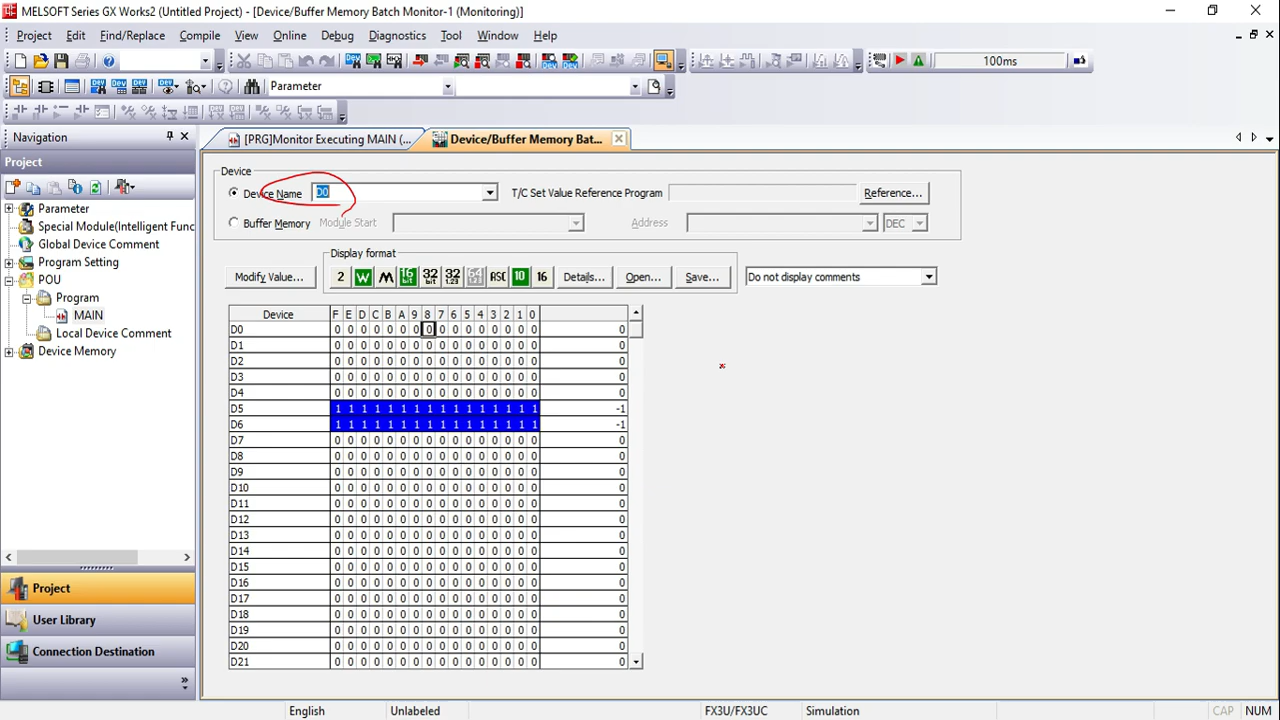 MELSOFT Series GX Works2 (Untitled Project) - [Device/Buffer Memory Batch Monitor-1 (Monitoring)]
Project Edit Find/Replace Compile View Online Debug Diagnostics Tool Window Help
100ms
Parameter
Navigation
[PRG]Monitor Executing MAIN (...
Device/Buffer Memory Bat...
Project
Parameter
Special Module(Intelligent Func
Global Device Comment
Program Setting
POU
Program
MAIN
Local Device Comment
Device Memory
Project
User Library
Connection Destination
Device
Device Name D0 T/C Set Value Reference Program Reference...
Buffer Memory Module Start Address DEC
Display format
Modify Value... 2 W 16 bit 32 bit 32 1.23 64 1.23 ASC 10 16 Details... Open... Save... Do not display comments
Device F E D C B A 9 8 7 6 5 4 3 2 1 0
D0 0 0 0 0 0 0 0 0 0 0 0 0 0 0 0 0 0
D1 0 0 0 0 0 0 0 0 0 0 0 0 0 0 0 0 0
D2 0 0 0 0 0 0 0 0 0 0 0 0 0 0 0 0 0
D3 0 0 0 0 0 0 0 0 0 0 0 0 0 0 0 0 0
D4 0 0 0 0 0 0 0 0 0 0 0 0 0 0 0 0 0
D5 1 1 1 1 1 1 1 1 1 1 1 1 1 1 1 1 -1
D6 1 1 1 1 1 1 1 1 1 1 1 1 1 1 1 1 -1
D7 0 0 0 0 0 0 0 0 0 0 0 0 0 0 0 0 0
D8 0 0 0 0 0 0 0 0 0 0 0 0 0 0 0 0 0
D9 0 0 0 0 0 0 0 0 0 0 0 0 0 0 0 0 0
D10 0 0 0 0 0 0 0 0 0 0 0 0 0 0 0 0 0
D11 0 0 0 0 0 0 0 0 0 0 0 0 0 0 0 0 0
D12 0 0 0 0 0 0 0 0 0 0 0 0 0 0 0 0 0
D13 0 0 0 0 0 0 0 0 0 0 0 0 0 0 0 0 0
D14 0 0 0 0 0 0 0 0 0 0 0 0 0 0 0 0 0
D15 0 0 0 0 0 0 0 0 0 0 0 0 0 0 0 0 0
D16 0 0 0 0 0 0 0 0 0 0 0 0 0 0 0 0 0
D17 0 0 0 0 0 0 0 0 0 0 0 0 0 0 0 0 0
D18 0 0 0 0 0 0 0 0 0 0 0 0 0 0 0 0 0
D19 0 0 0 0 0 0 0 0 0 0 0 0 0 0 0 0 0
D20 0 0 0 0 0 0 0 0 0 0 0 0 0 0 0 0 0
D21 0 0 0 0 0 0 0 0 0 0 0 0 0 0 0 0 0
English Unlabeled FX3U/FX3UC Simulation CAP NUM